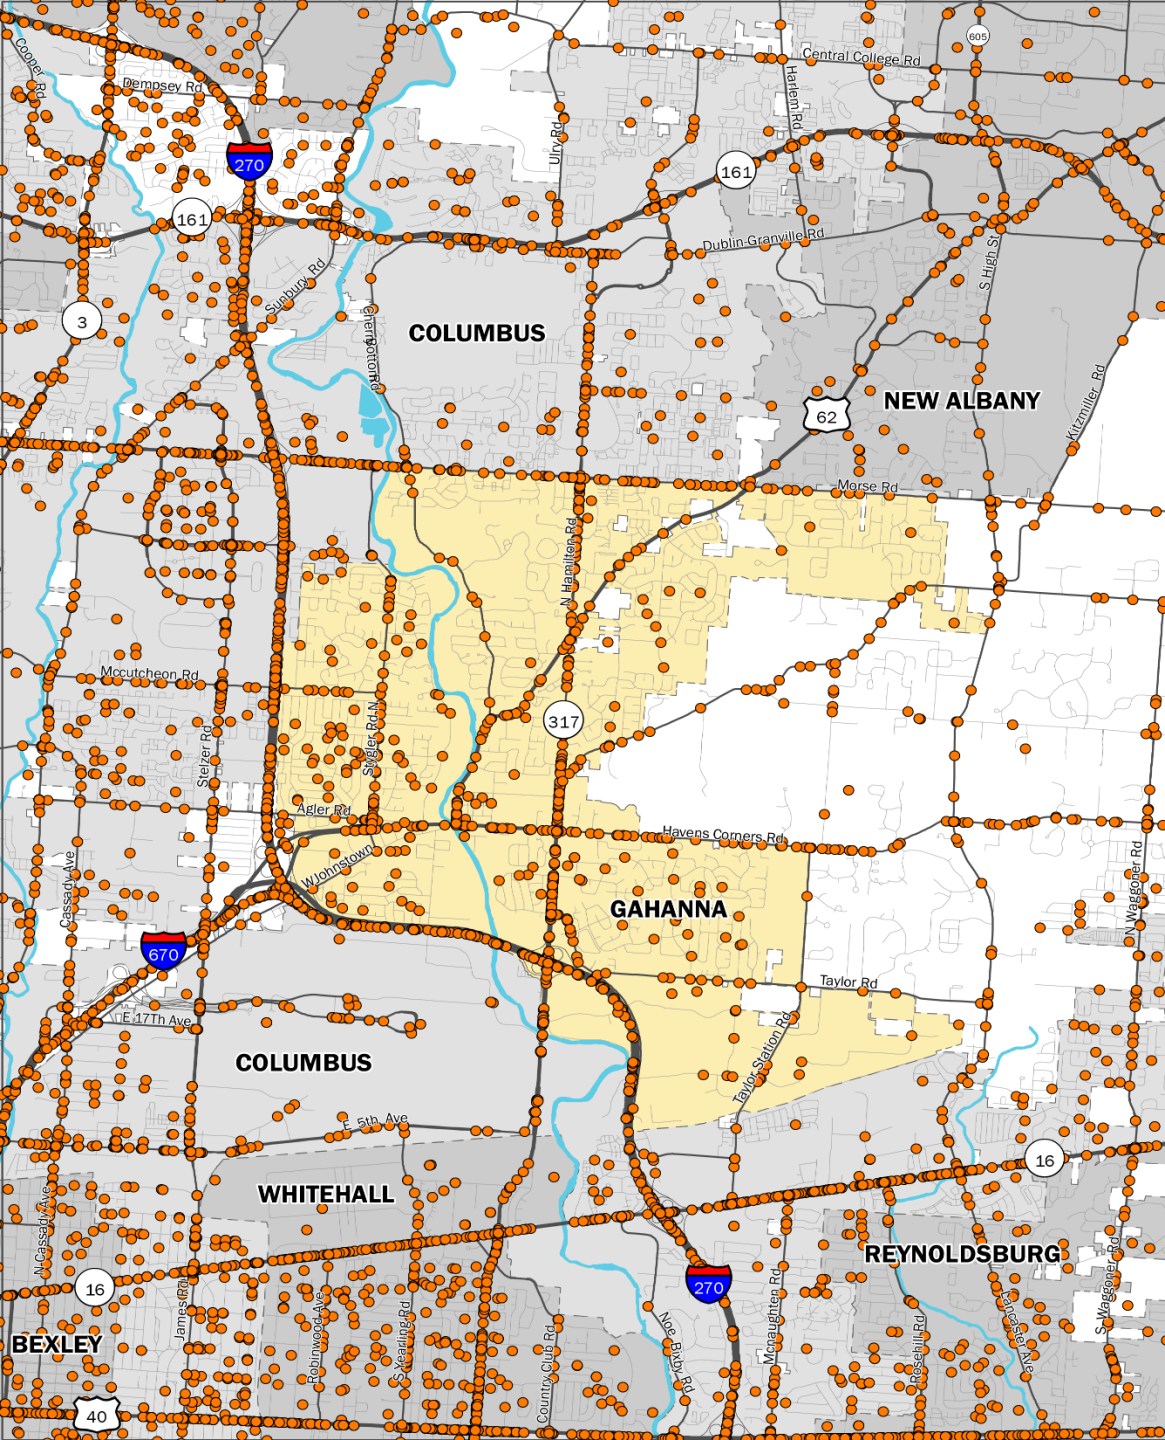 605
Central College Rd
Cooper Rd
Dempsey Rd
Harlem Rd
Ulry Rd
270
161
161
Dublin-Granville Rd
S High St
Sunbury Rd
3
Cherrybottom Rd
COLUMBUS
Kitzmiller Rd
NEW ALBANY
62
Morse Rd
N Hamilton Rd
Mccutcheon Rd
Stelzer Rd
Stygler Rd N
317
Agler Rd
Havens Corners Rd
W Johnstown
Cassady Ave
N Waggoner Rd
GAHANNA
670
Taylor Rd
E 17Th Ave
Taylor Station Rd
COLUMBUS
E 5th Ave
16
WHITEHALL
N Cassady Ave
REYNOLDSBURG
16
270
James Rd
Robinwood Ave
S Yearling Rd
Country Club Rd
Noe Bixby Rd
Mcnaughten Rd
Rosehill Rd
Lancaster Ave
S Waggoner Rd
BEXLEY
40